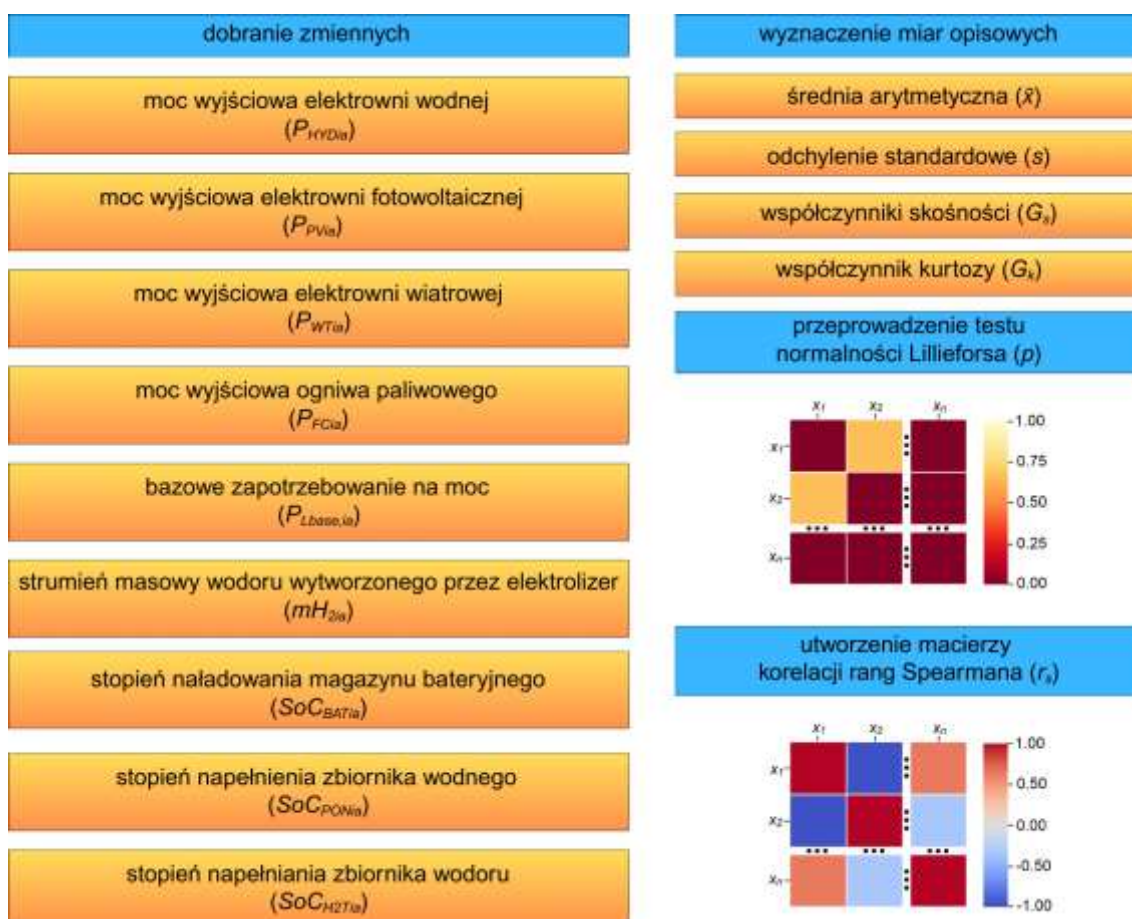 dobranie zmiennych
moc wyjściowa elektrowni wodnej
(P_HYDia)
moc wyjściowa elektrowni fotowoltaicznej
(P_PVia)
moc wyjściowa elektrowni wiatrowej
(P_WTia)
moc wyjściowa ogniwa paliwowego
(P_FCia)
bazowe zapotrzebowanie na moc
(P_Lbase,ia)
strumień masowy wodoru wytworzonego przez elektrolizer
(mH_2ia)
stopień naładowania magazynu bateryjnego
(SoC_BATia)
stopień napełnienia zbiornika wodnego
(SoC_PONia)
stopień napełniania zbiornika wodoru
(SoC_H2Tia)
wyznaczenie miar opisowych
średnia arytmetyczna (x̄)
odchylenie standardowe (s)
współczynniki skośności (G_s)
współczynnik kurtozy (G_k)
przeprowadzenie testu
normalności Lillieforsa (p)
x_1 x_2 x_n
x_1
x_2
x_n
1.00
0.75
0.50
0.25
0.00
utworzenie macierzy
korelacji rang Spearmana (r_s)
x_1 x_2 x_n
x_1
x_2
x_n
1.00
0.50
0.00
-0.50
-1.00